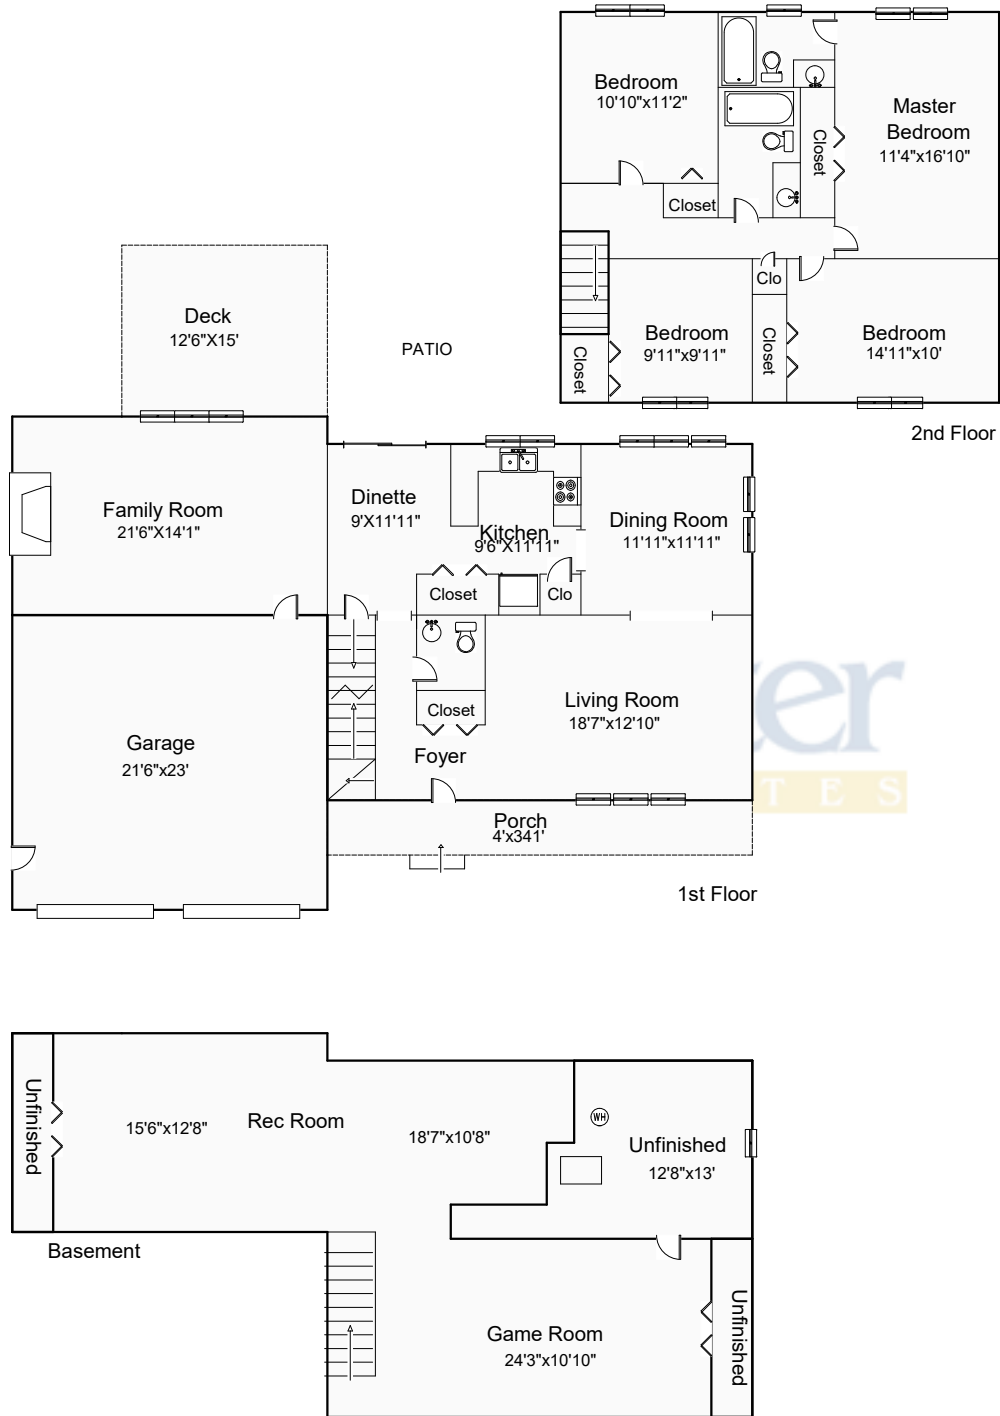 Bedroom
10'10"x11'2"
Master
Bedroom
11'4"x16'10"
Closet
Closet
Clo
Bedroom
9'11"x9'11"
Bedroom
14'11"x10'
Closet
Closet
2nd Floor
Deck
12'6"X15'
PATIO
Family Room
21'6"X14'1"
Dinette
9'X11'11"
Kitchen
9'6"X11'11"
Dining Room
11'11"x11'11"
Closet
Clo
Living Room
18'7"x12'10"
Closet
Foyer
Garage
21'6"x23'
Porch
4'x341'
1st Floor
T E S
Unfinished
15'6"x12'8"
Rec Room
18'7"x10'8"
WH
Unfinished
12'8"x13'
Basement
Game Room
24'3"x10'10"
Unfinished